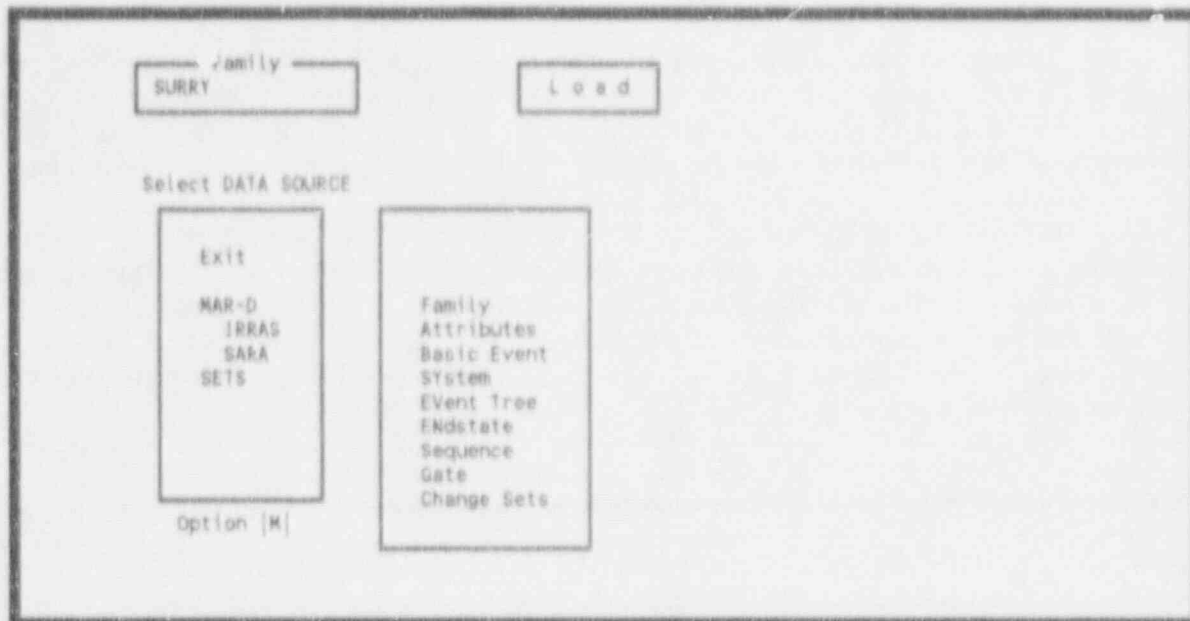 Family
SURRY
L o a d
Select DATA SOURCE
Exit
MAR-D
IRRAS
SARA
SETS
Option |M|
Family
Attributes
Basic Event
SYstem
EVent Tree
ENdstate
Sequence
Gate
Change Sets